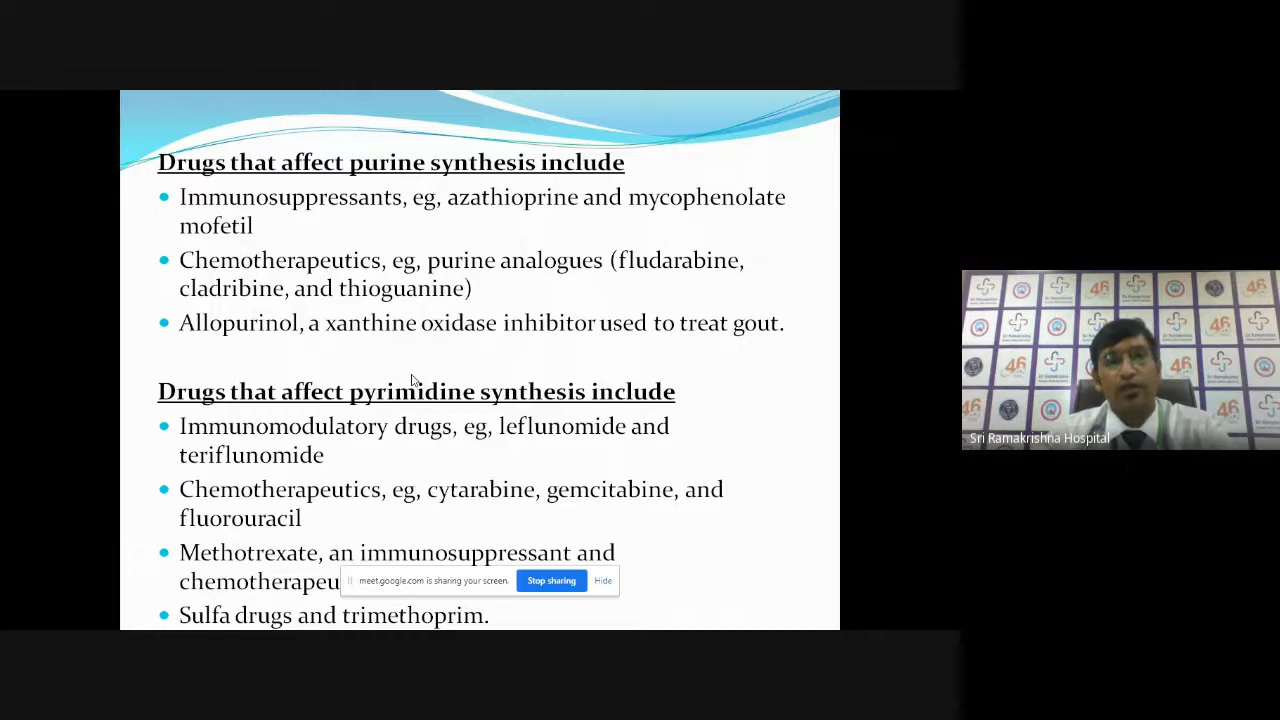 Drugs that affect purine synthesis include
Immunosuppressants, eg, azathioprine and mycophenolate
mofetil
Chemotherapeutics, eg, purine analogues (fludarabine,
cladribine, and thioguanine)
Allopurinol, a xanthine oxidase inhibitor used to treat gout.
Drugs that affect pyrimidine synthesis include
Immunomodulatory drugs, eg, leflunomide and
teriflunomide
Chemotherapeutics, eg, cytarabine, gemcitabine, and
fluorouracil
Methotrexate, an immunosuppressant and
chemotherapeu
meet.google.com is sharing your screen. Stop sharing Hide
Sulfa drugs and trimethoprim.
Sri Ramakrishna Hospital